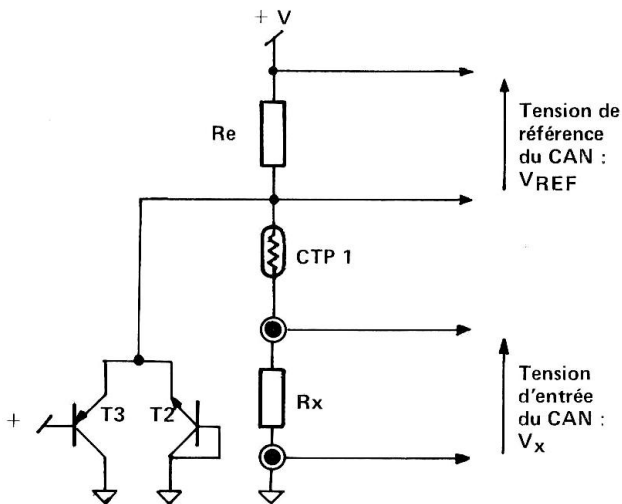 + V
Re
Tension de
référence
du CAN :
VREF
CTP 1
Rx
Tension
d'entrée
du CAN :
Vx
+
T3
T2